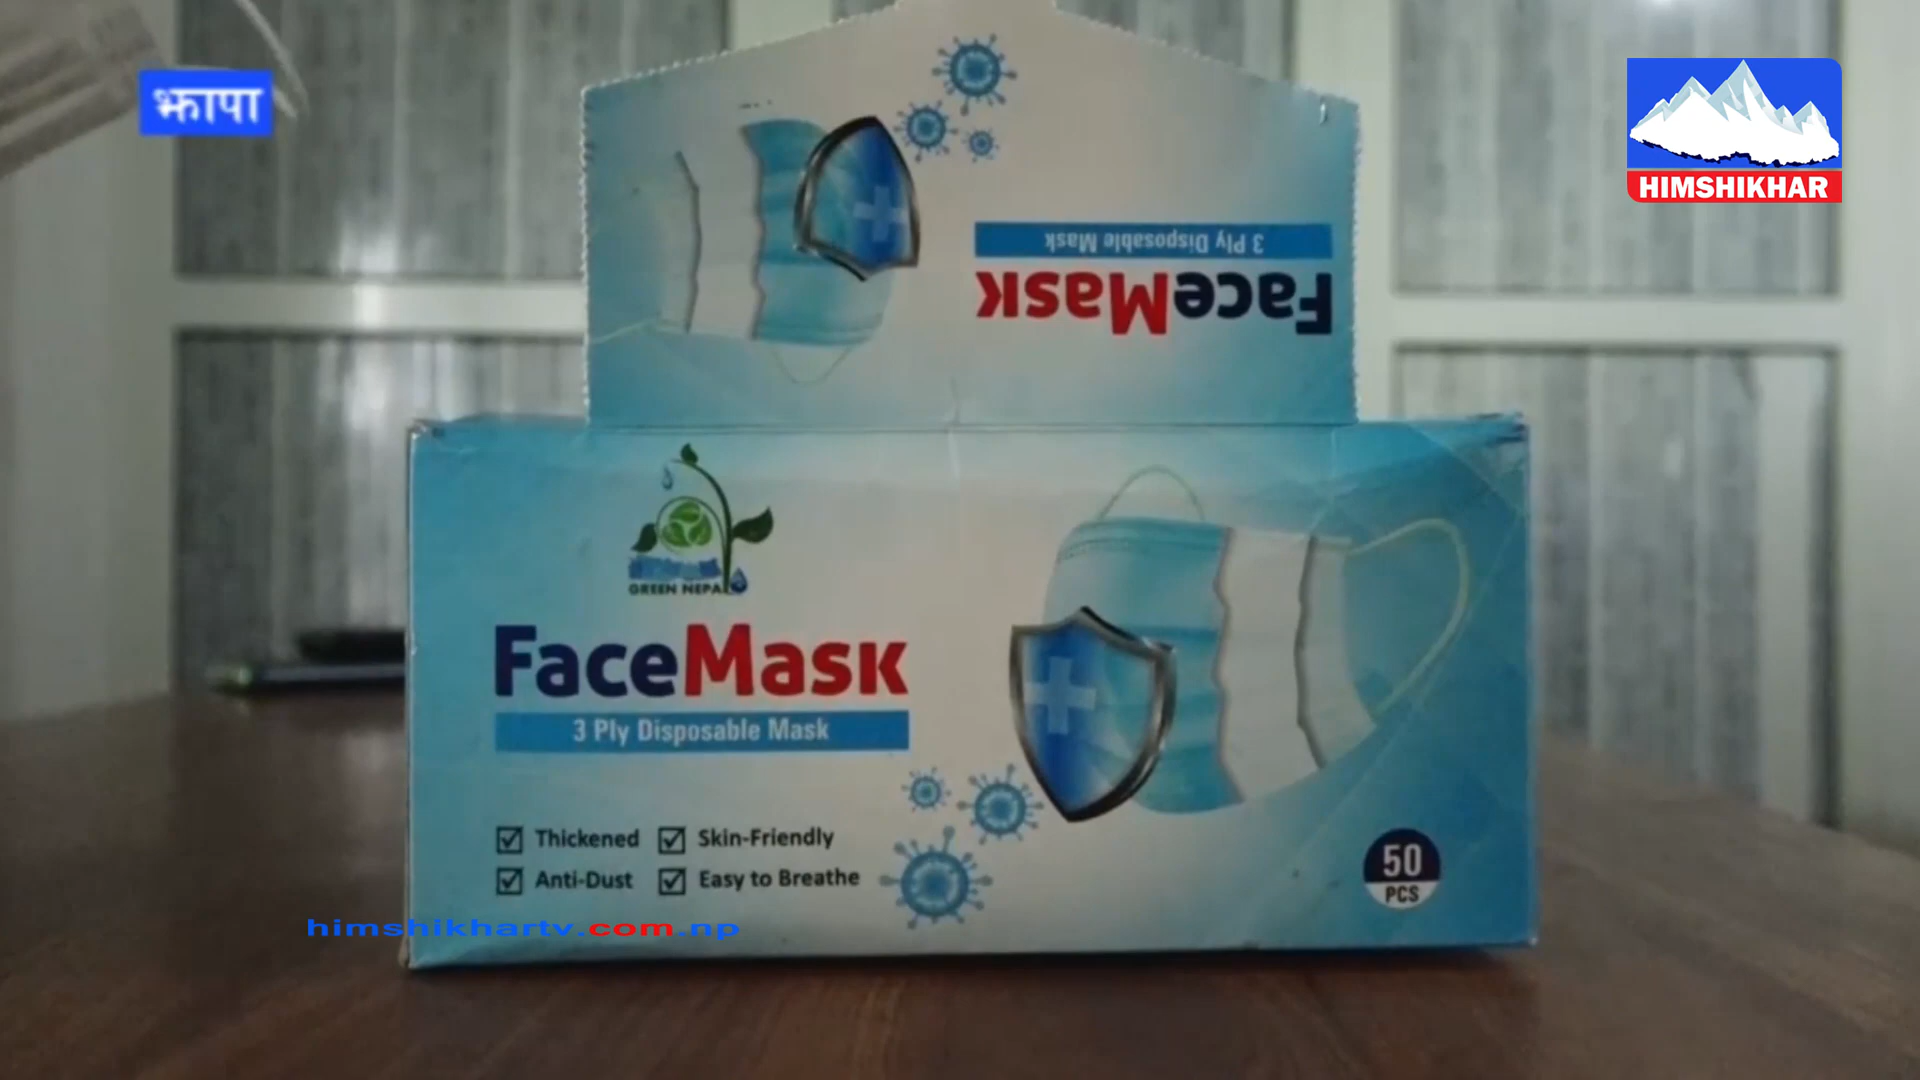 झापा
HIMSHIKHAR
3 Ply Disposable Mask
FaceMask
GREEN NEPAL
FaceMask
3 Ply Disposable Mask
Thickened Skin-Friendly
Anti-Dust Easy to Breathe
50
PCS
himshikhartv.com.np